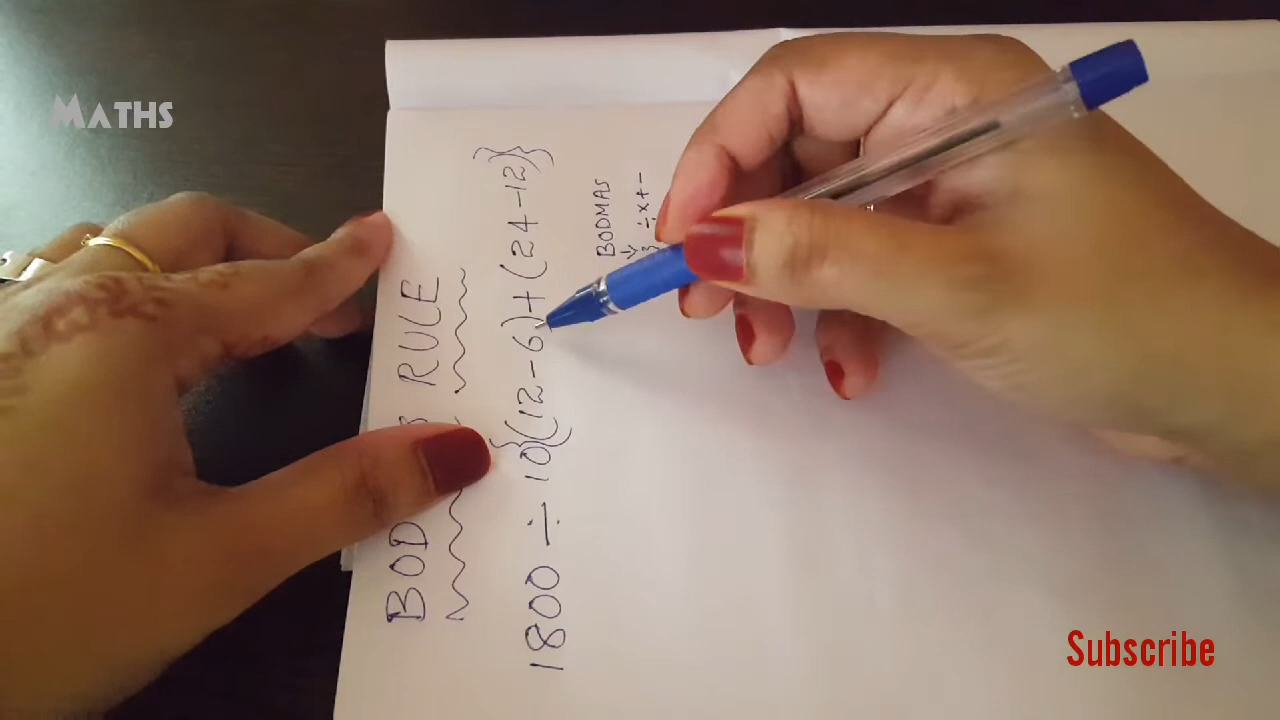 MATHS
BOD RULE
1800 ÷ 10{(12-6)+(24-12)}
BODMAS
÷ x + -
Subscribe